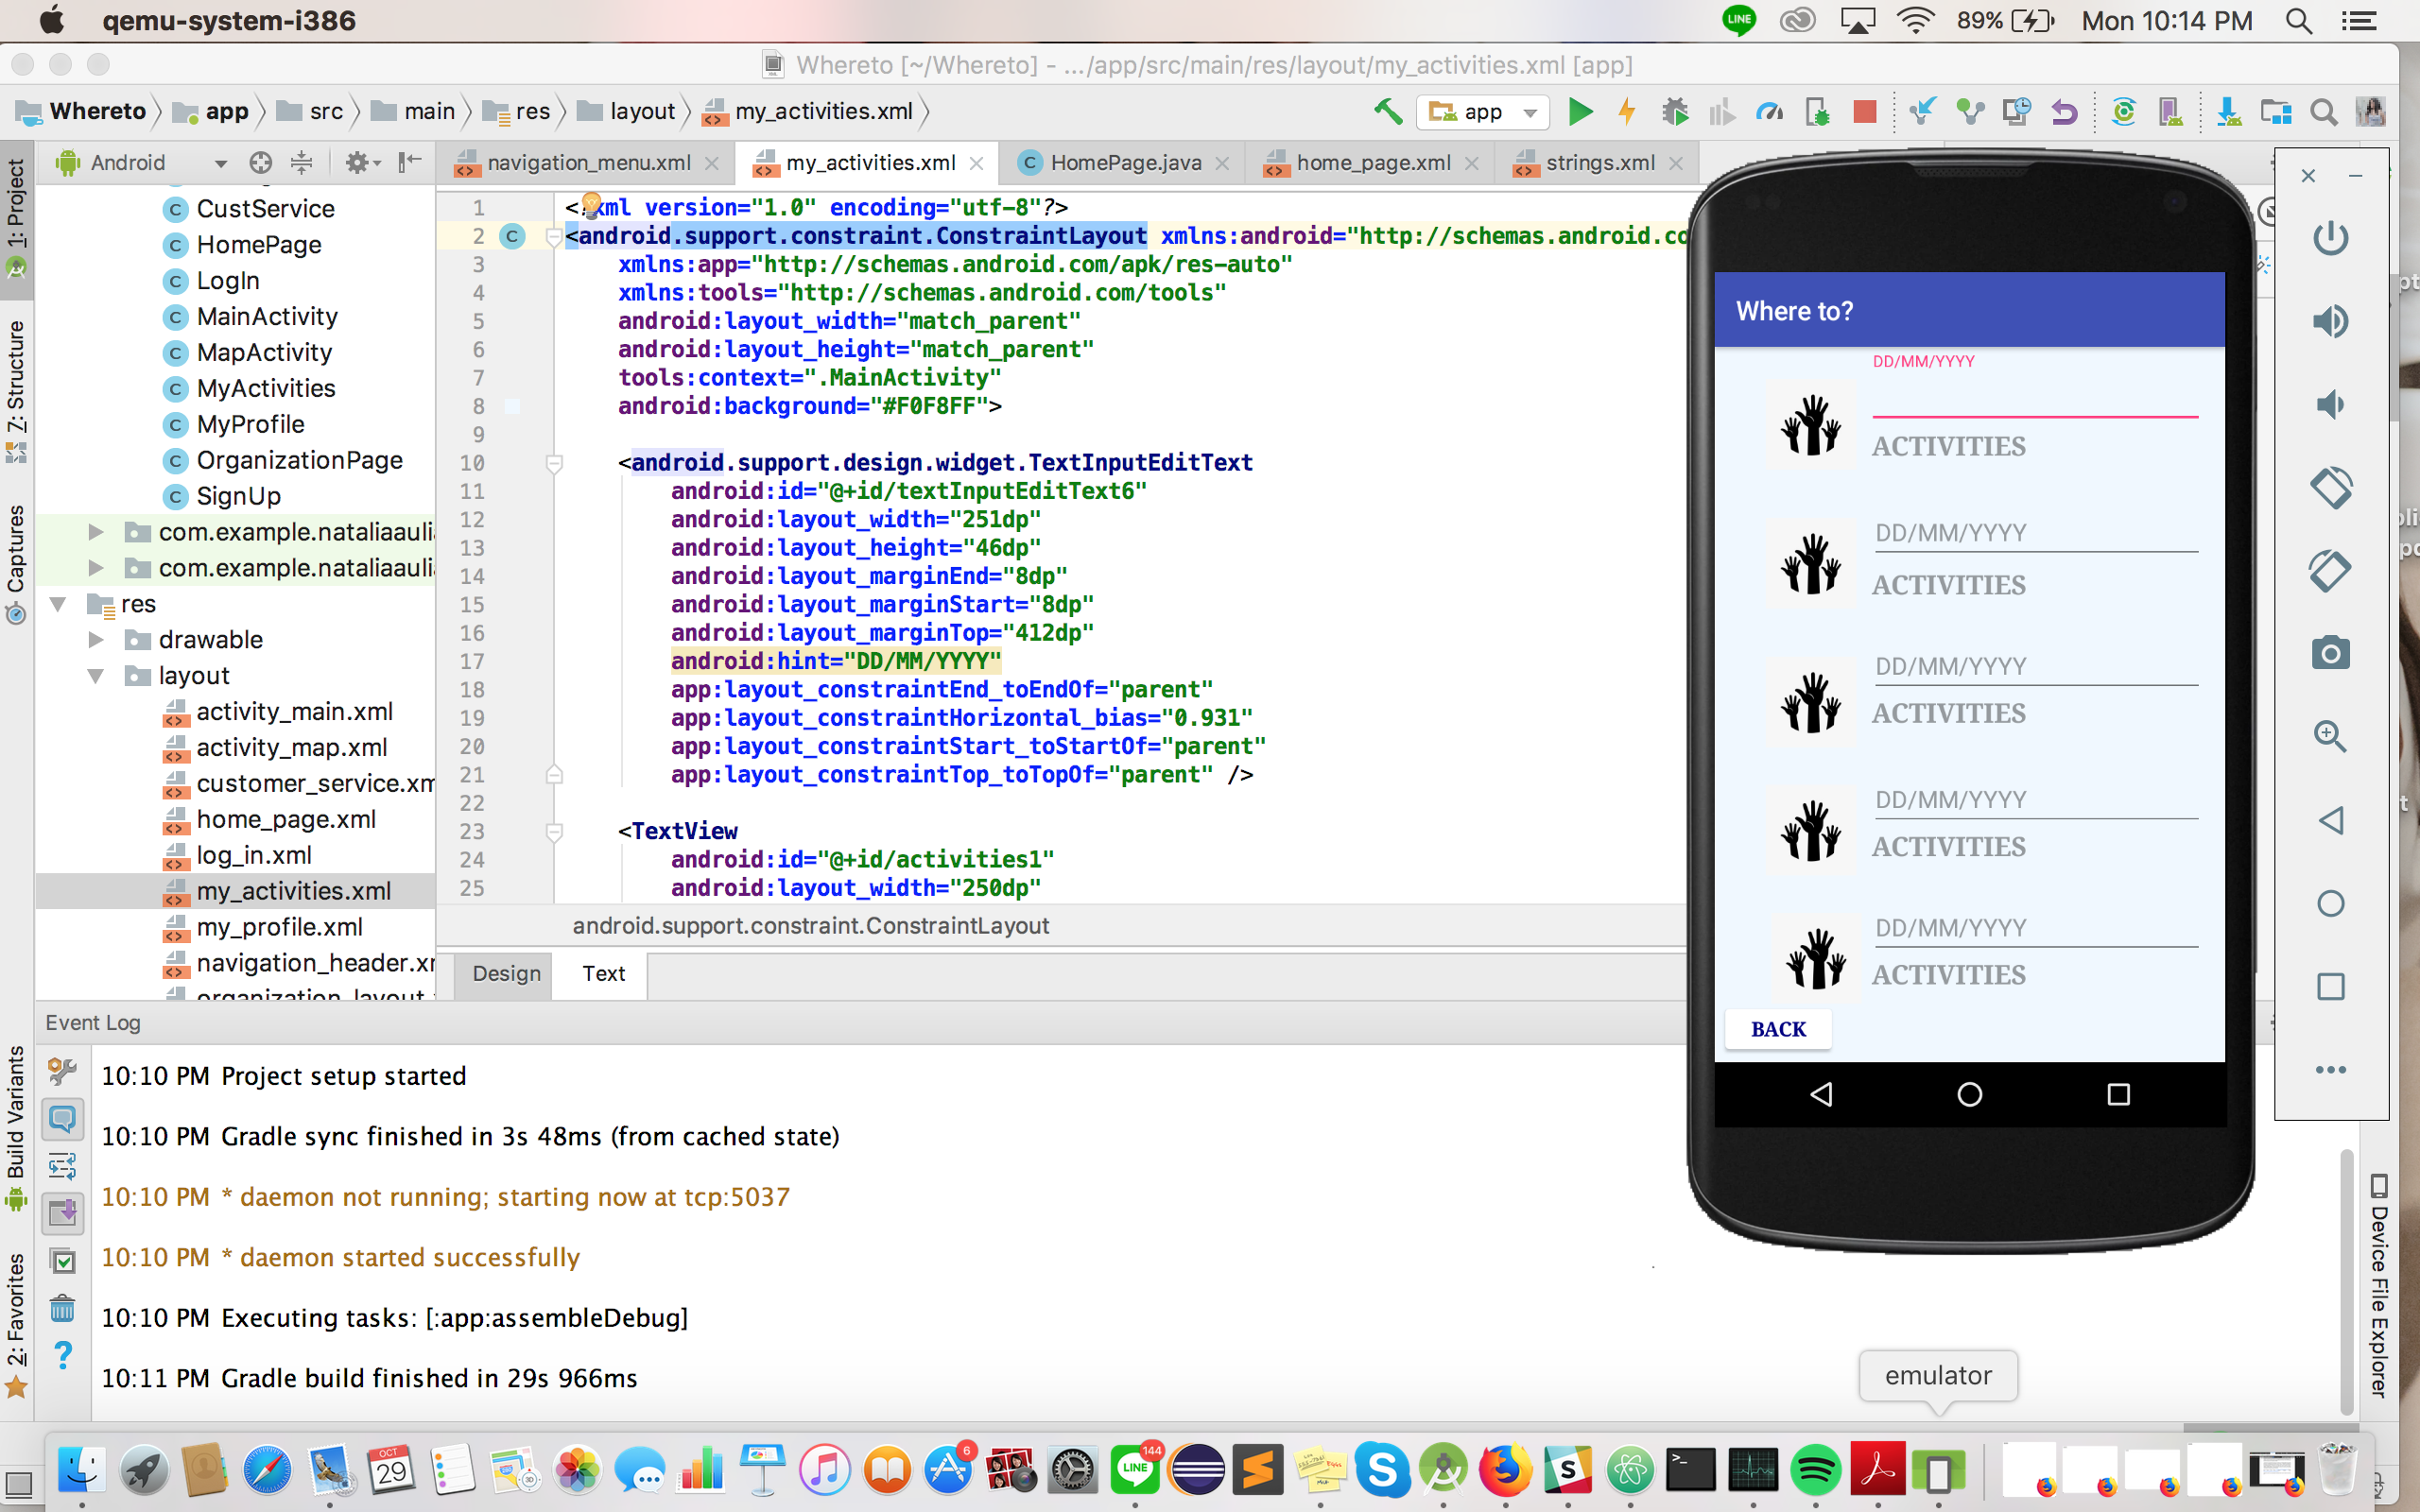 qemu-system-i386
LINE
89%
Mon 10:14 PM
Whereto [~/Whereto] - .../app/src/main/res/layout/my_activities.xml [app]
Whereto
app
src
main
res
layout
my_activities.xml
app
1: Project
7: Structure
Captures
Build Variants
2: Favorites
Android
navigation_menu.xml
my_activities.xml
HomePage.java
home_page.xml
strings.xml
CustService
HomePage
LogIn
MainActivity
MapActivity
MyActivities
MyProfile
OrganizationPage
SignUp
com.example.nataliaauli
com.example.nataliaauli
res
drawable
layout
activity_main.xml
activity_map.xml
customer_service.xm
home_page.xml
log_in.xml
my_activities.xml
my_profile.xml
navigation_header.x
organization_layout.
1 <?xml version="1.0" encoding="utf-8"?>
2 <android.support.constraint.ConstraintLayout xmlns:android="http://schemas.android.co
3 xmlns:app="http://schemas.android.com/apk/res-auto"
4 xmlns:tools="http://schemas.android.com/tools"
5 android:layout_width="match_parent"
6 android:layout_height="match_parent"
7 tools:context=".MainActivity"
8 android:background="#F0F8FF">
9
10 <android.support.design.widget.TextInputEditText
11 android:id="@+id/textInputEditText6"
12 android:layout_width="251dp"
13 android:layout_height="46dp"
14 android:layout_marginEnd="8dp"
15 android:layout_marginStart="8dp"
16 android:layout_marginTop="412dp"
17 android:hint="DD/MM/YYYY"
18 app:layout_constraintEnd_toEndOf="parent"
19 app:layout_constraintHorizontal_bias="0.931"
20 app:layout_constraintStart_toStartOf="parent"
21 app:layout_constraintTop_toTopOf="parent" />
22
23 <TextView
24 android:id="@+id/activities1"
25 android:layout_width="250dp"
android.support.constraint.ConstraintLayout
Design
Text
Where to?
DD/MM/YYYY
ACTIVITIES
DD/MM/YYYY
ACTIVITIES
DD/MM/YYYY
ACTIVITIES
DD/MM/YYYY
ACTIVITIES
DD/MM/YYYY
ACTIVITIES
BACK
Event Log
10:10 PM Project setup started
10:10 PM Gradle sync finished in 3s 48ms (from cached state)
10:10 PM * daemon not running; starting now at tcp:5037
10:10 PM * daemon started successfully
10:10 PM Executing tasks: [:app:assembleDebug]
10:11 PM Gradle build finished in 29s 966ms
Device File Explorer
emulator
OCT
29
6
LINE
144